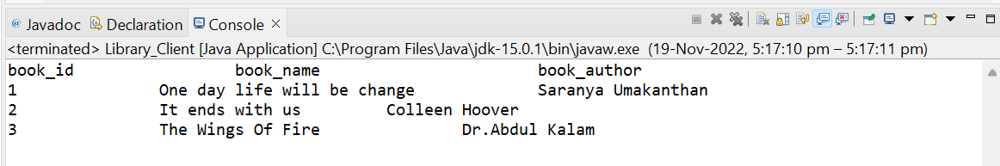 @ Javadoc Declaration Console
<terminated> Library_Client [Java Application] C:\Program Files\Java\jdk-15.0.1\bin\javaw.exe (19-Nov-2022, 5:17:10 pm – 5:17:11 pm)
book_id book_name book_author
1 One day life will be change Saranya Umakanthan
2 It ends with us Colleen Hoover
3 The Wings Of Fire Dr.Abdul Kalam